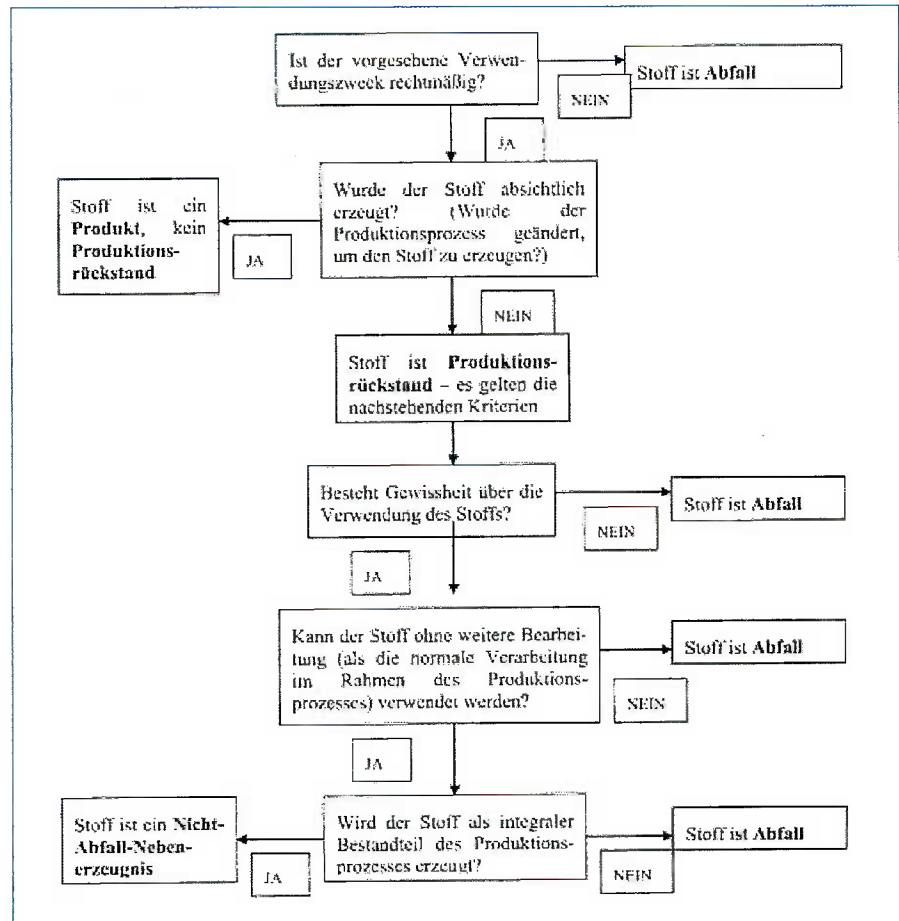 Ist der vorgesehene Verwen-
dungszweck rechtmäßig?
Stoff ist Abfall
NEIN
JA
Wurde der Stoff absichtlich
erzeugt? (Wurde der
Produktionsprozess geändert,
um den Stoff zu erzeugen?)
Stoff ist ein
Produkt, kein
Produktions-
rückstand
JA
NEIN
Stoff ist Produktions-
rückstand – es gelten die
nachstehenden Kriterien
Besteht Gewissheit über die
Verwendung des Stoffs?
Stoff ist Abfall
NEIN
JA
Kann der Stoff ohne weitere Bearbei-
tung (als die normale Verarbeitung
im Rahmen des Produktions-
prozesses) verwendet werden?
Stoff ist Abfall
NEIN
JA
Wird der Stoff als integraler
Bestandteil des Produktions-
prozesses erzeugt?
Stoff ist ein Nicht-
Abfall-Neben-
erzeugnis
JA
Stoff ist Abfall
NEIN